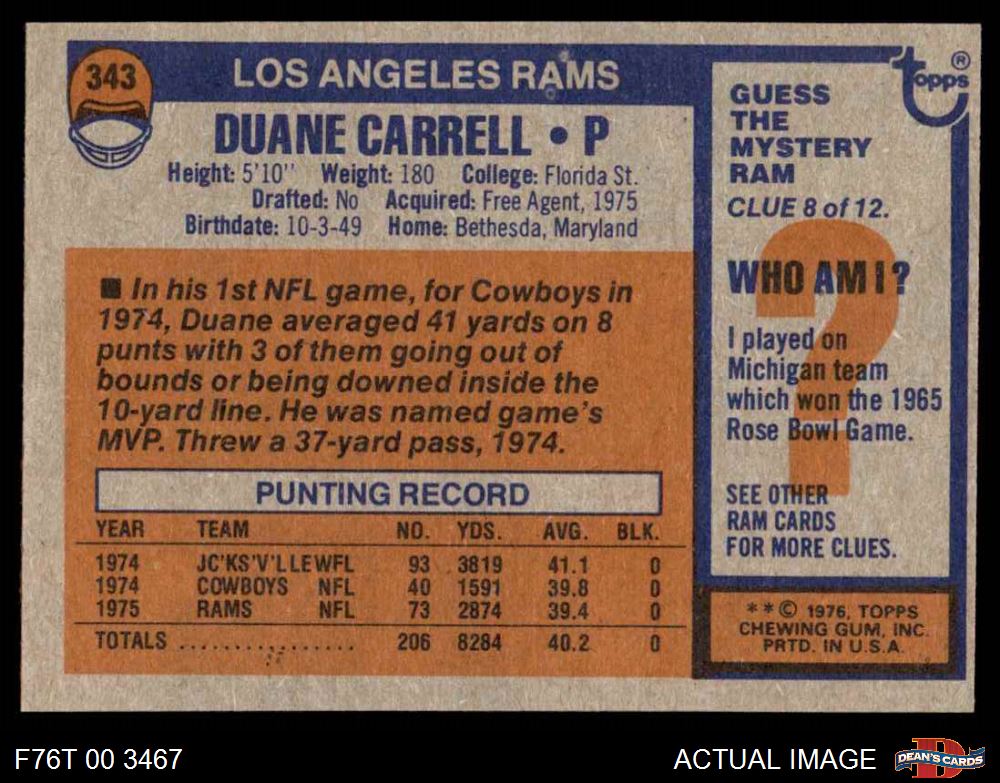 343
LOS ANGELES RAMS
DUANE CARRELL • P
Height: 5'10" Weight: 180 College: Florida St.
Drafted: No Acquired: Free Agent, 1975
Birthdate: 10-3-49 Home: Bethesda, Maryland
■ In his 1st NFL game, for Cowboys in
1974, Duane averaged 41 yards on 8
punts with 3 of them going out of
bounds or being downed inside the
10-yard line. He was named game's
MVP. Threw a 37-yard pass, 1974.
PUNTING RECORD
YEAR TEAM NO. YDS. AVG. BLK.
1974 JC'KS'V'LLE WFL 93 3819 41.1 0
1974 COWBOYS NFL 40 1591 39.8 0
1975 RAMS NFL 73 2874 39.4 0
TOTALS ................ 206 8284 40.2 0
topps ®
GUESS
THE
MYSTERY
RAM
CLUE 8 of 12.
?
WHO AM I?
I played on
Michigan team
which won the 1965
Rose Bowl Game.
SEE OTHER
RAM CARDS
FOR MORE CLUES.
** © 1976, TOPPS
CHEWING GUM, INC.
PRTD. IN U.S.A.
F76T 00 3467
ACTUAL IMAGE
D
DEAN'S CARDS